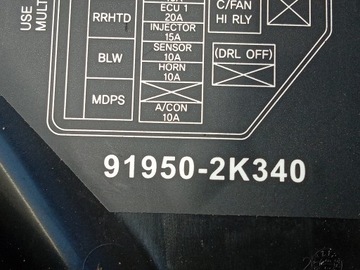 USE
MULT
RRHTD
BLW
MDPS
ECU 1
20A
INJECTOR
15A
SENSOR
10A
HORN
10A
A/CON
10A
C/FAN
HI RLY
(DRL OFF)
91950-2K340